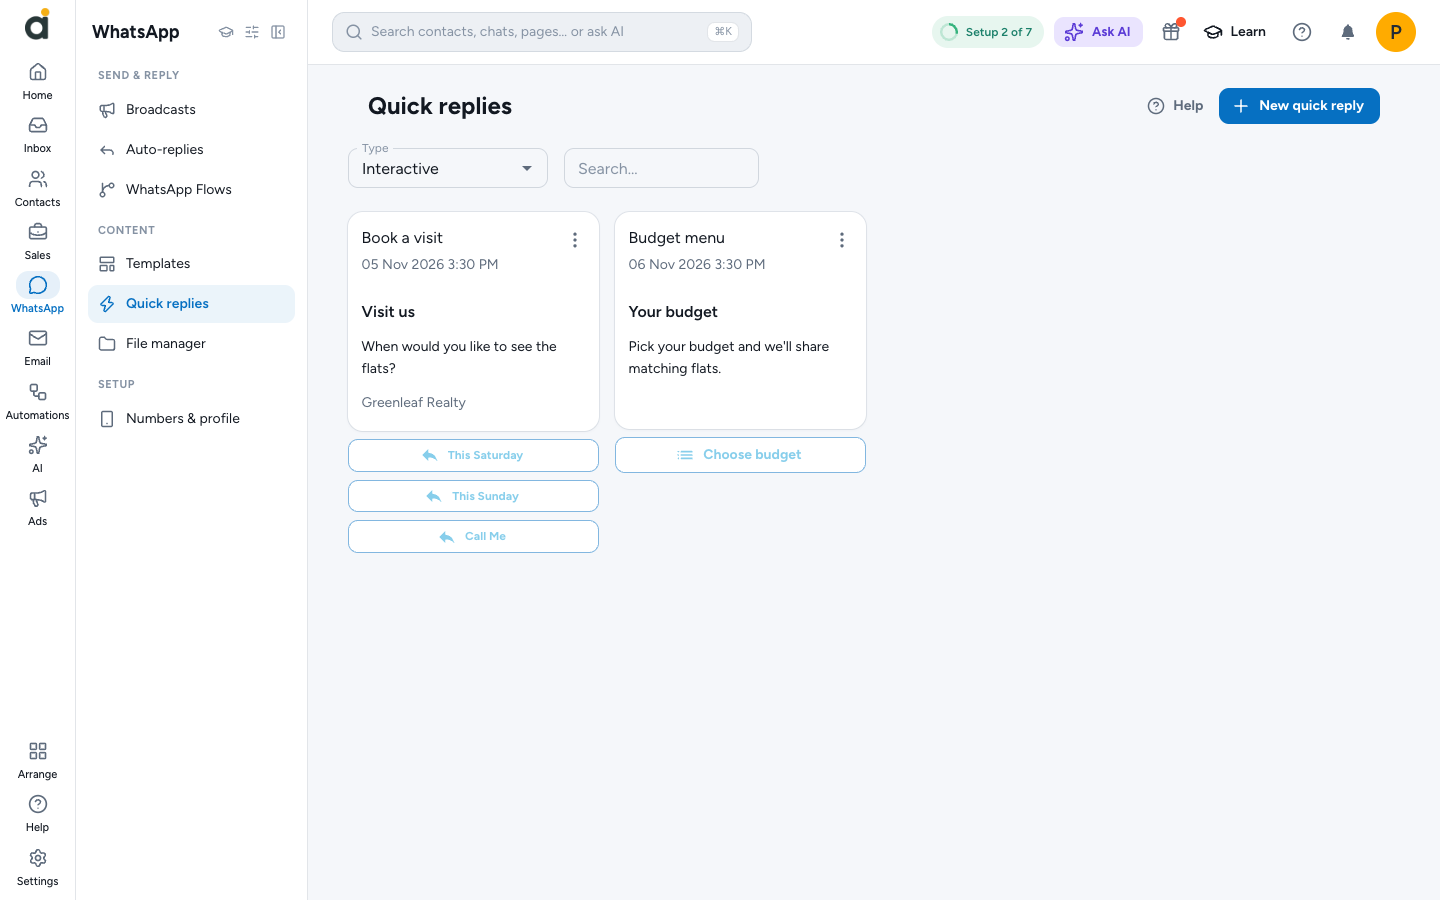 Home
Inbox
Contacts
Sales
WhatsApp
Email
Automations
AI
Ads
Arrange
Help
Settings
WhatsApp
SEND & REPLY
Broadcasts
Auto-replies
WhatsApp Flows
CONTENT
Templates
Quick replies
File manager
SETUP
Numbers & profile
Search contacts, chats, pages... or ask AI
⌘K
Setup 2 of 7
Ask AI
Learn
P
Quick replies
Help
New quick reply
Type
Interactive
Search...
Book a visit
05 Nov 2026 3:30 PM
Visit us
When would you like to see the
flats?
Greenleaf Realty
This Saturday
This Sunday
Call Me
Budget menu
06 Nov 2026 3:30 PM
Your budget
Pick your budget and we'll share
matching flats.
Choose budget